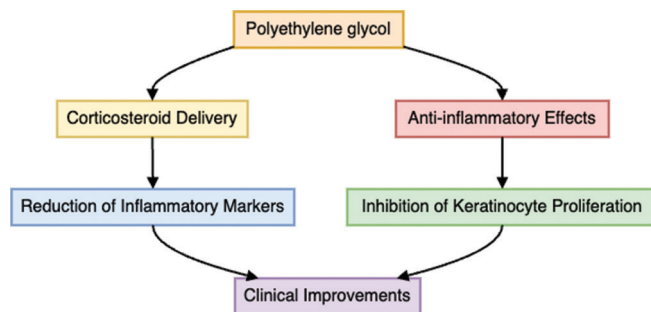 Polyethylene glycol
Corticosteroid Delivery
Anti-inflammatory Effects
Reduction of Inflammatory Markers
Inhibition of Keratinocyte Proliferation
Clinical Improvements